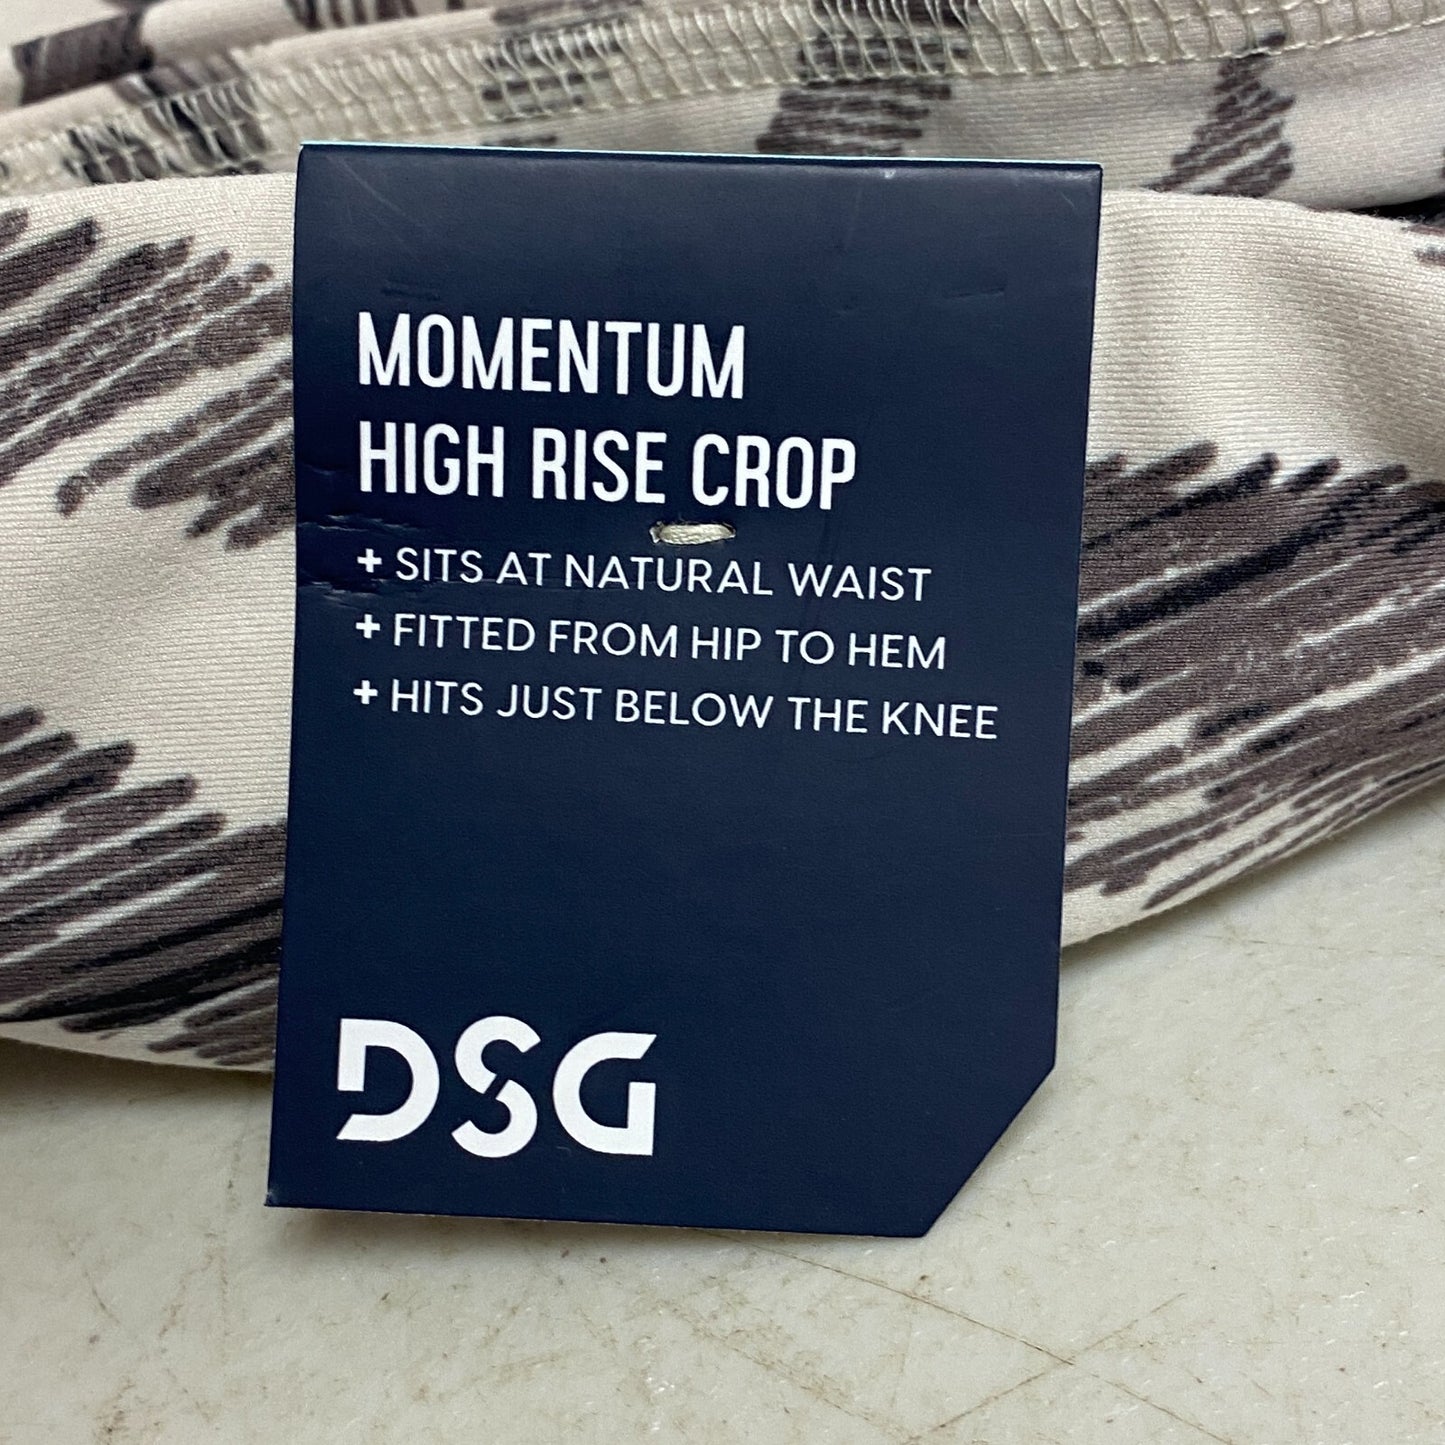 MOMENTUM
HIGH RISE CROP
+ SITS AT NATURAL WAIST
+ FITTED FROM HIP TO HEM
+ HITS JUST BELOW THE KNEE
DSG